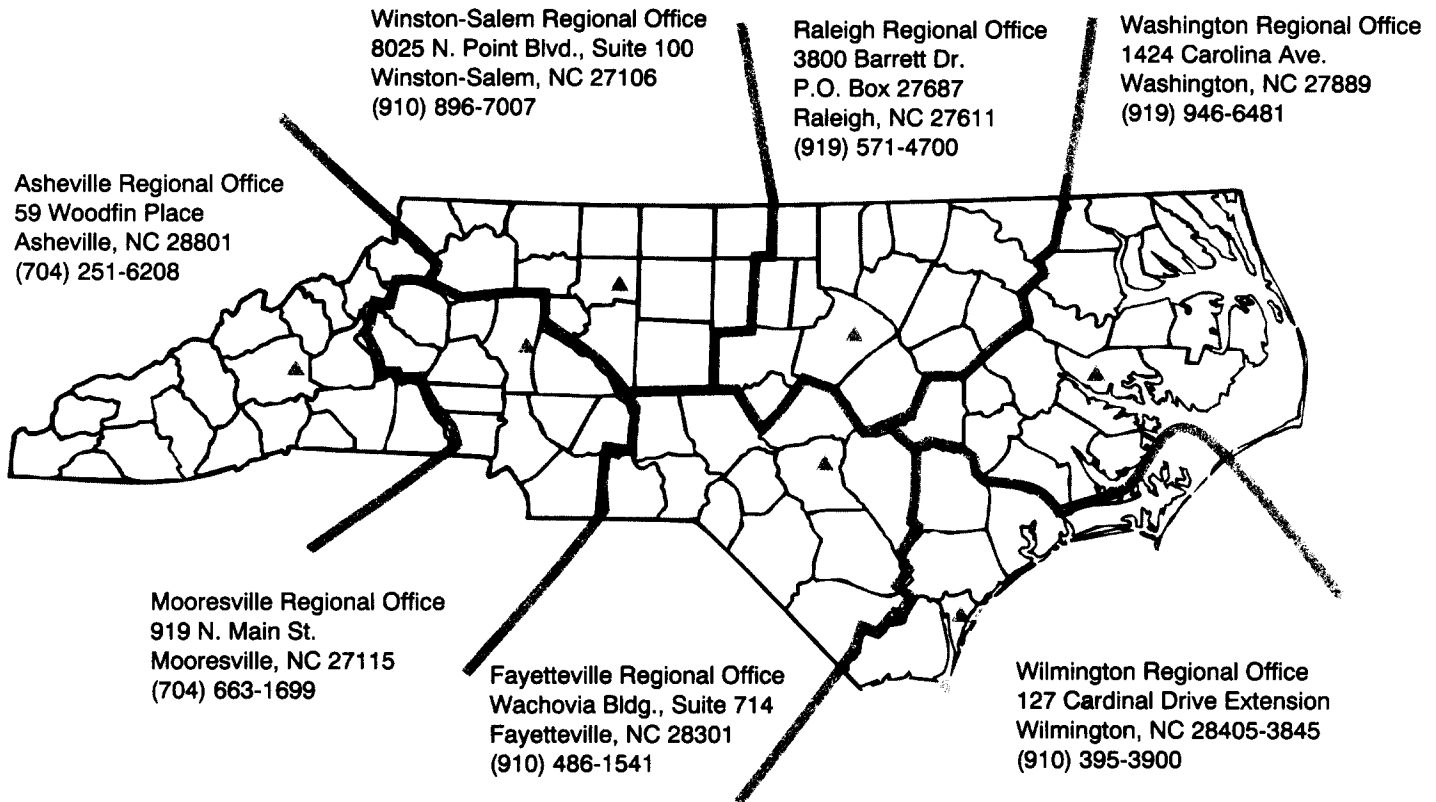 Winston-Salem Regional Office
8025 N. Point Blvd., Suite 100
Winston-Salem, NC 27106
(910) 896-7007
Raleigh Regional Office
3800 Barrett Dr.
P.O. Box 27687
Raleigh, NC 27611
(919) 571-4700
Washington Regional Office
1424 Carolina Ave.
Washington, NC 27889
(919) 946-6481
Asheville Regional Office
59 Woodfin Place
Asheville, NC 28801
(704) 251-6208
Mooresville Regional Office
919 N. Main St.
Mooresville, NC 27115
(704) 663-1699
Fayetteville Regional Office
Wachovia Bldg., Suite 714
Fayetteville, NC 28301
(910) 486-1541
Wilmington Regional Office
127 Cardinal Drive Extension
Wilmington, NC 28405-3845
(910) 395-3900